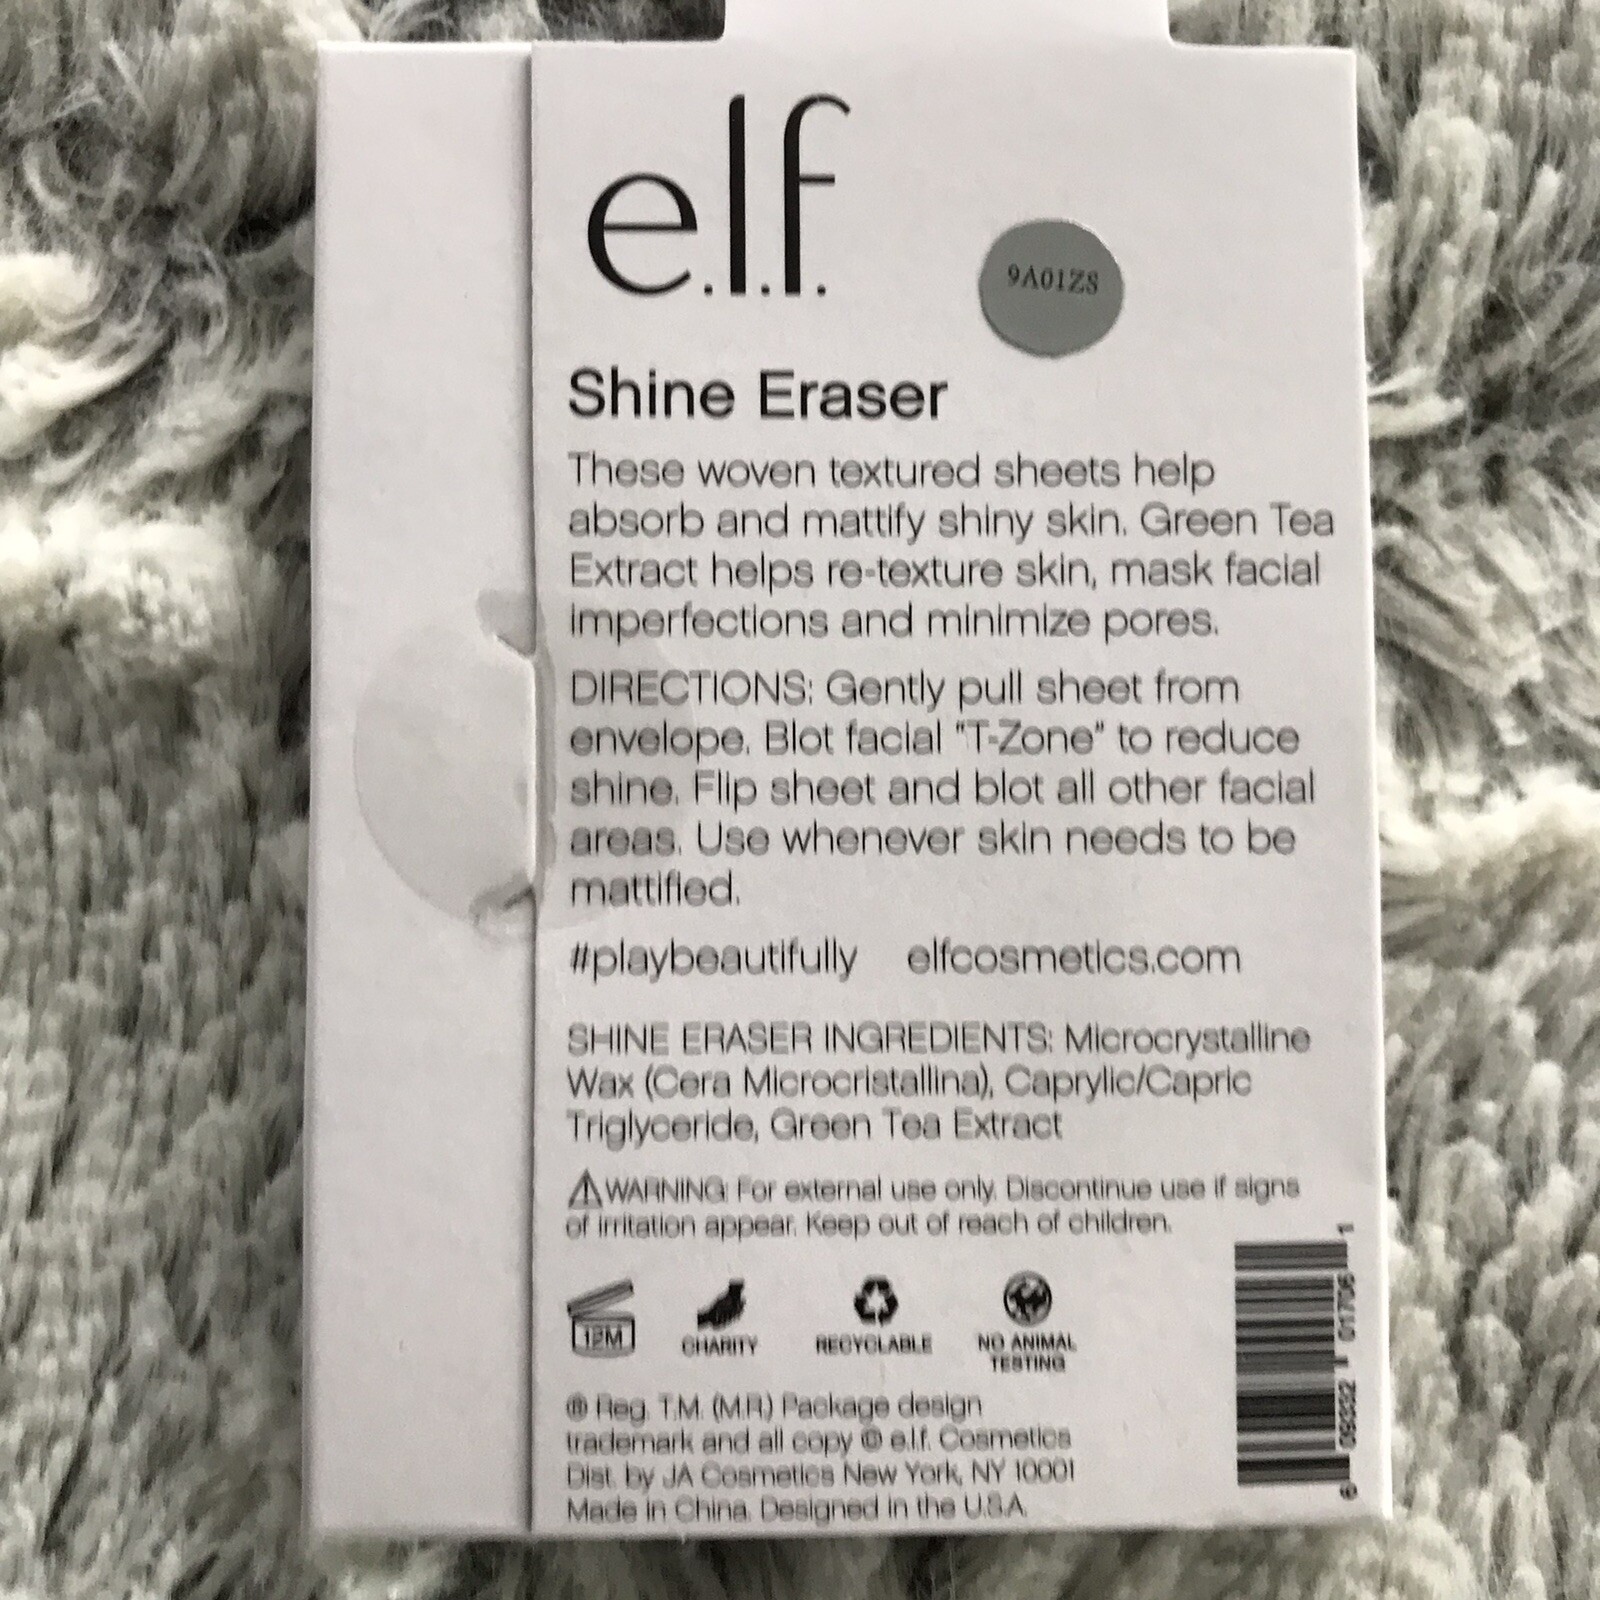 e.l.f.
9A01ZS
Shine Eraser
These woven textured sheets help
absorb and mattify shiny skin. Green Tea
Extract helps re-texture skin, mask facial
imperfections and minimize pores.
DIRECTIONS: Gently pull sheet from
envelope. Blot facial "T-Zone" to reduce
shine. Flip sheet and blot all other facial
areas. Use whenever skin needs to be
mattified.
#playbeautifully elfcosmetics.com
SHINE ERASER INGREDIENTS: Microcrystalline
Wax (Cera Microcristallina), Caprylic/Capric
Triglyceride, Green Tea Extract
⚠WARNING: For external use only. Discontinue use if signs
of irritation appear. Keep out of reach of children.
12M
CHARITY
RECYCLABLE
NO ANIMAL
TESTING
® Reg. T.M. (M.R.) Package design
trademark and all copy © e.l.f. Cosmetics
Dist. by JA Cosmetics New York, NY 10001
Made in China. Designed in the U.S.A.
6 09332 01706 1